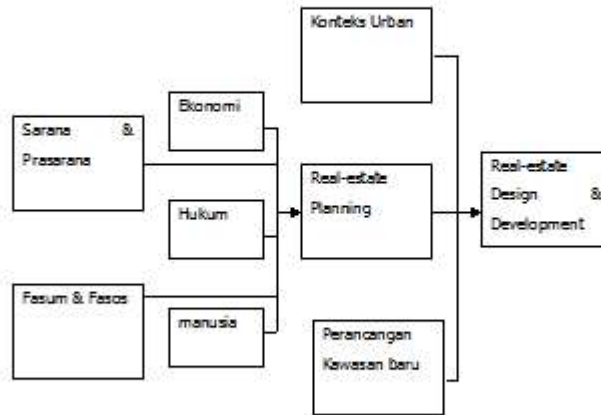 Konteks Urban
Ekonomi
Sarana &
Prasarana
Real-estate
Planning
Real-estate
Design &
Development
Hukum
Fasum & Fasos
manusia
Perancangan
Kawasan baru